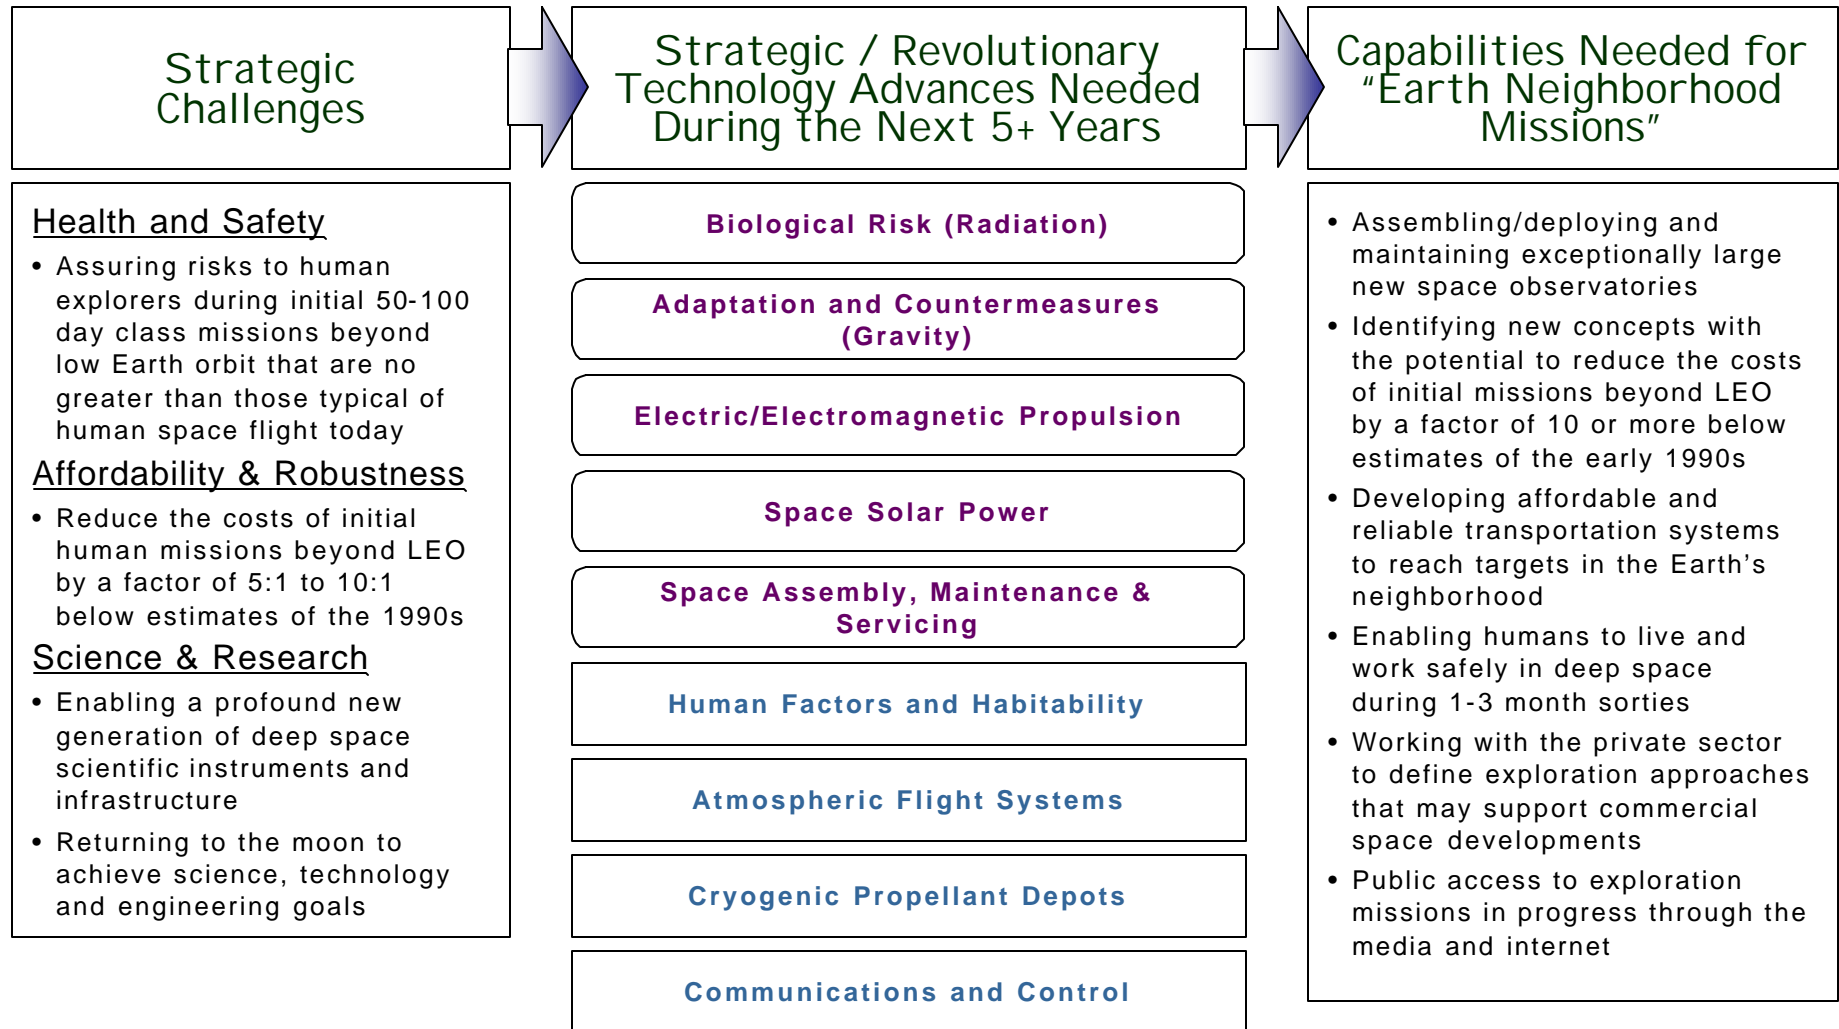 Strategic
Challenges
Strategic / Revolutionary
Technology Advances Needed
During the Next 5+ Years
Capabilities Needed for
“Earth Neighborhood
Missions”
Health and Safety
• Assuring risks to human
explorers during initial 50-100
day class missions beyond
low Earth orbit that are no
greater than those typical of
human space flight today
Affordability & Robustness
• Reduce the costs of initial
human missions beyond LEO
by a factor of 5:1 to 10:1
below estimates of the 1990s
Science & Research
• Enabling a profound new
generation of deep space
scientific instruments and
infrastructure
• Returning to the moon to
achieve science, technology
and engineering goals
Biological Risk (Radiation)
Adaptation and Countermeasures
(Gravity)
Electric/Electromagnetic Propulsion
Space Solar Power
Space Assembly, Maintenance &
Servicing
Human Factors and Habitability
Atmospheric Flight Systems
Cryogenic Propellant Depots
Communications and Control
• Assembling/deploying and
maintaining exceptionally large
new space observatories
• Identifying new concepts with
the potential to reduce the costs
of initial missions beyond LEO
by a factor of 10 or more below
estimates of the early 1990s
• Developing affordable and
reliable transportation systems
to reach targets in the Earth’s
neighborhood
• Enabling humans to live and
work safely in deep space
during 1-3 month sorties
• Working with the private sector
to define exploration approaches
that may support commercial
space developments
• Public access to exploration
missions in progress through the
media and internet